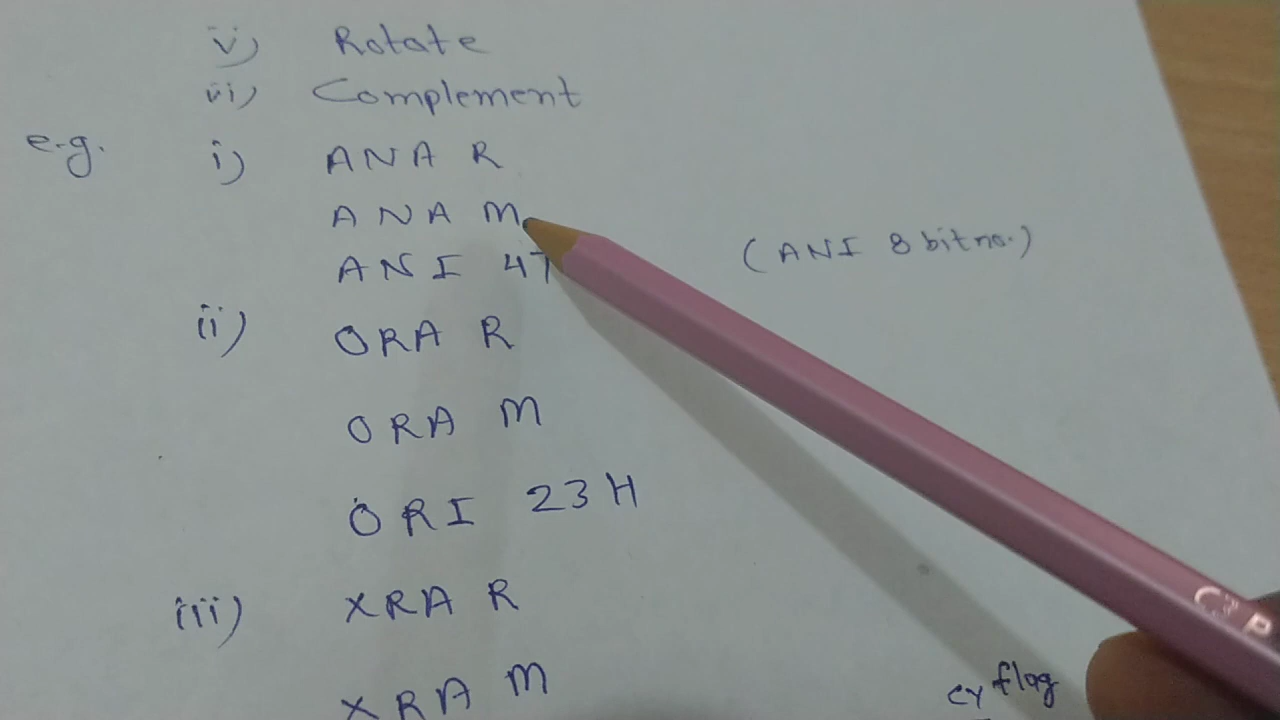 v) Rotate
vi) Complement
e.g. i) ANA R
ANA M
ANI 47 (ANI 8 bit no.)
ii) ORA R
ORA M
ORI 23H
iii) XRA R
XRA M
CY flag